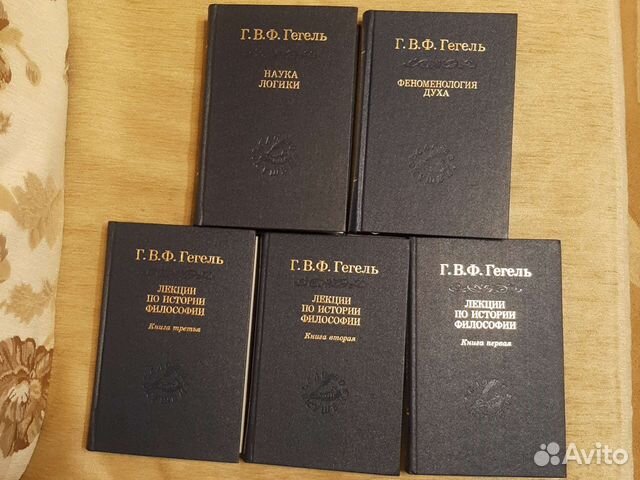 Г. В. Ф. Гегель
НАУКА
ЛОГИКИ
Г. В. Ф. Гегель
ФЕНОМЕНОЛОГИЯ
ДУХА
Г. В. Ф. Гегель
ЛЕКЦИИ
ПО ИСТОРИИ
ФИЛОСОФИИ
Книга третья
Г. В. Ф. Гегель
ЛЕКЦИИ
ПО ИСТОРИИ
ФИЛОСОФИИ
Книга вторая
Г. В. Ф. Гегель
ЛЕКЦИИ
ПО ИСТОРИИ
ФИЛОСОФИИ
Книга первая
Avito